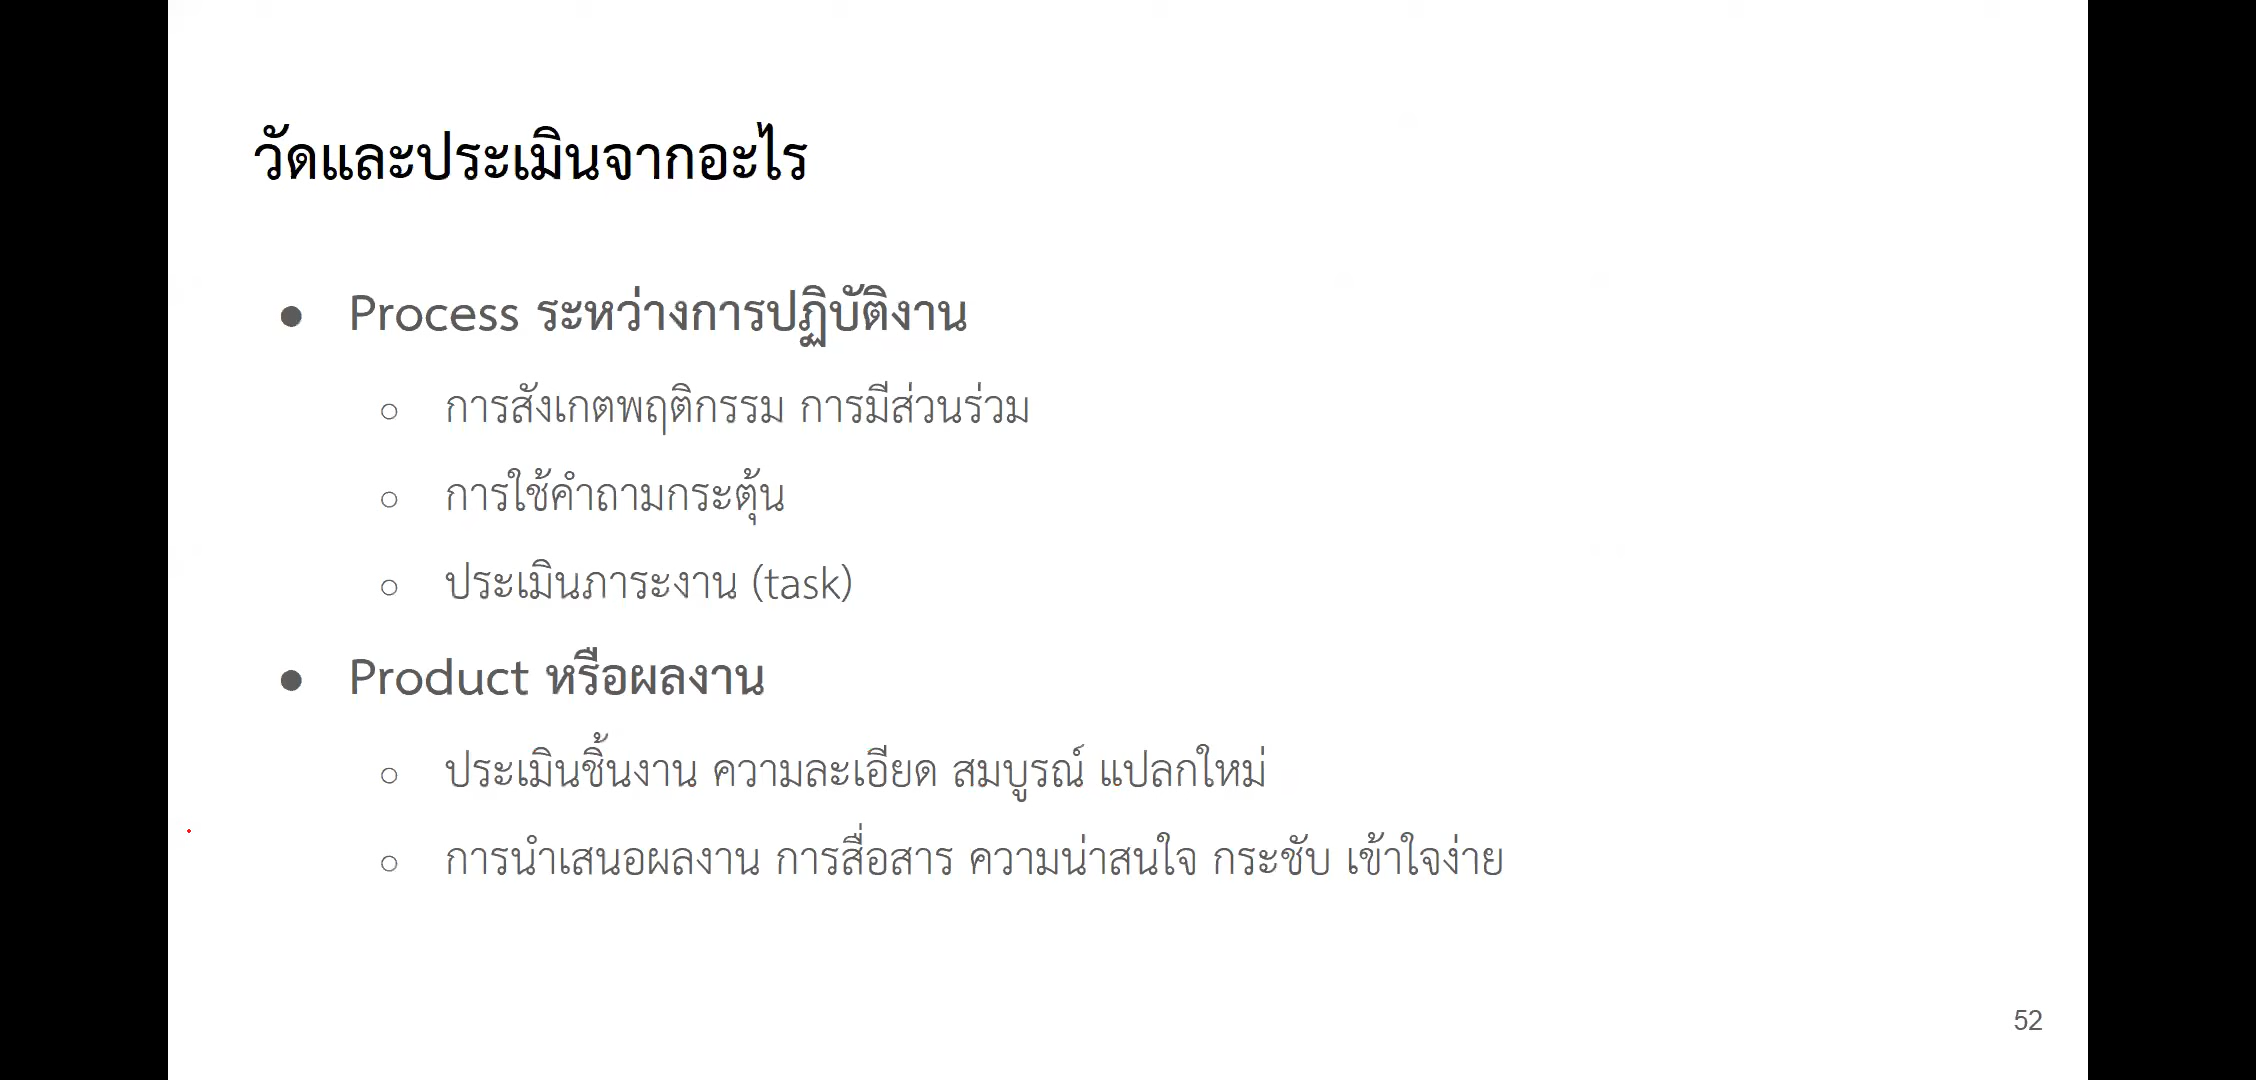 วัดและประเมินจากอะไร
● Process ระหว่างการปฏิบัติงาน
○ การสังเกตพฤติกรรม การมีส่วนร่วม
○ การใช้คำถามกระตุ้น
○ ประเมินภาระงาน (task)
● Product หรือผลงาน
○ ประเมินชิ้นงาน ความละเอียด สมบูรณ์ แปลกใหม่
○ การนำเสนอผลงาน การสื่อสาร ความน่าสนใจ กระชับ เข้าใจง่าย
52